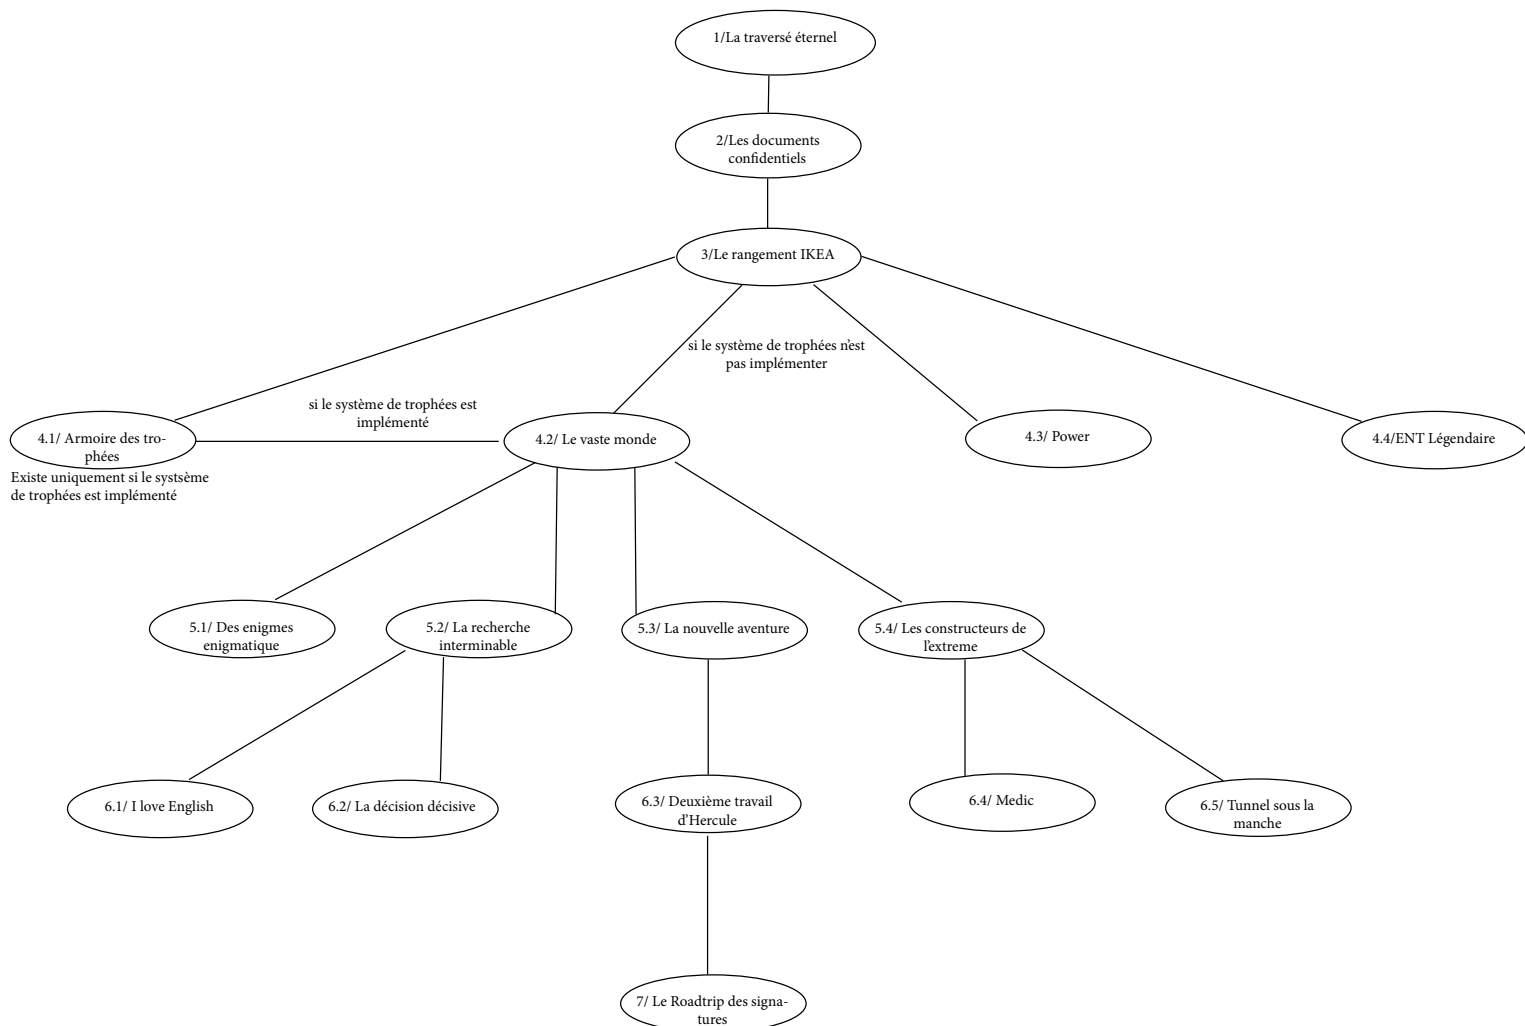 1/La traversé éternel
2/Les documents
confidentiels
3/Le rangement IKEA
si le système de trophées n'est
pas implémenter
si le système de trophées est
implémenté
4.1/ Armoire des tro-
phées
Existe uniquement si le systsème
de trophées est implémenté
4.2/ Le vaste monde
4.3/ Power
4.4/ENT Légendaire
5.1/ Des enigmes
enigmatique
5.2/ La recherche
interminable
5.3/ La nouvelle aventure
5.4/ Les constructeurs de
l'extreme
6.1/ I love English
6.2/ La décision décisive
6.3/ Deuxième travail
d'Hercule
6.4/ Medic
6.5/ Tunnel sous la
manche
7/ Le Roadtrip des signa-
tures